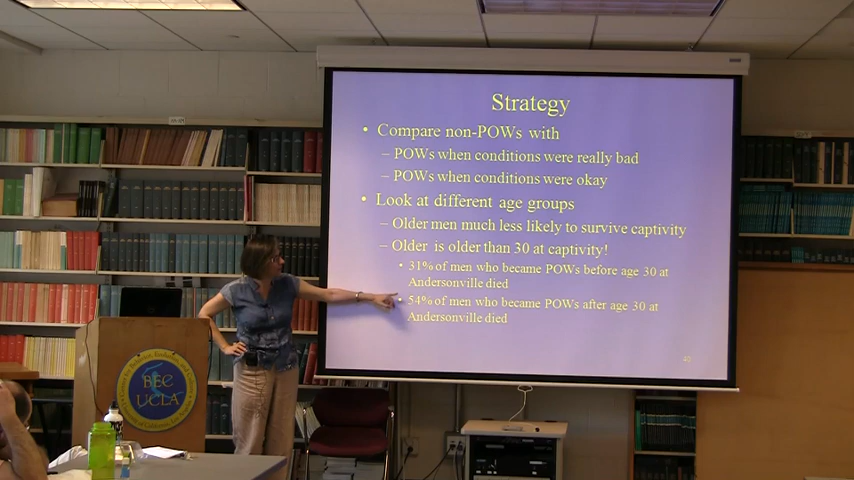 Strategy
• Compare non-POWs with
– POWs when conditions were really bad
– POWs when conditions were okay
• Look at different age groups
– Older men much less likely to survive captivity
– Older is older than 30 at captivity!
• 31% of men who became POWs before age 30 at
Andersonville died
• 54% of men who became POWs after age 30 at
Andersonville died
40
BEC
UCLA